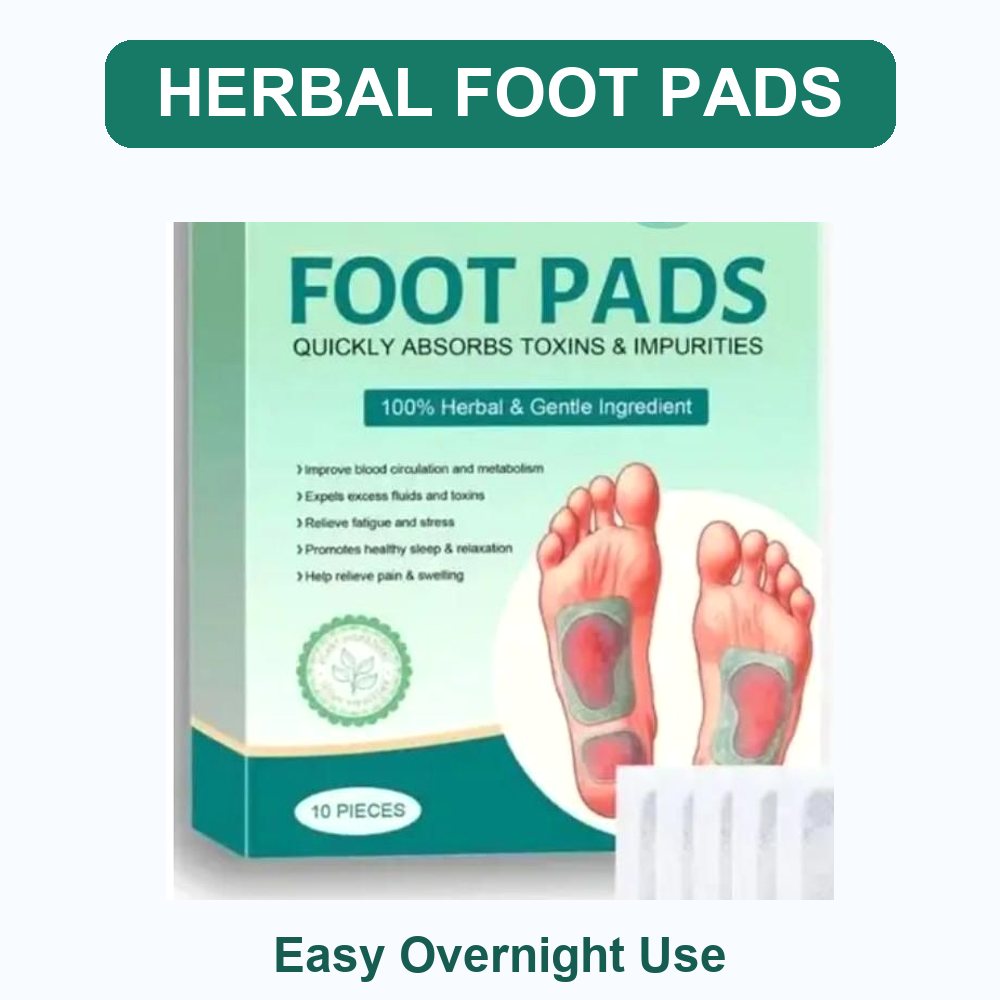 HERBAL FOOT PADS
FOOT PADS
QUICKLY ABSORBS TOXINS & IMPURITIES
100% Herbal & Gentle Ingredient
Improve blood circulation and metabolism
Expels excess fluids and toxins
Relieve fatigue and stress
Promotes healthy sleep & relaxation
Help relieve pain & swelling
10 PIECES
Easy Overnight Use